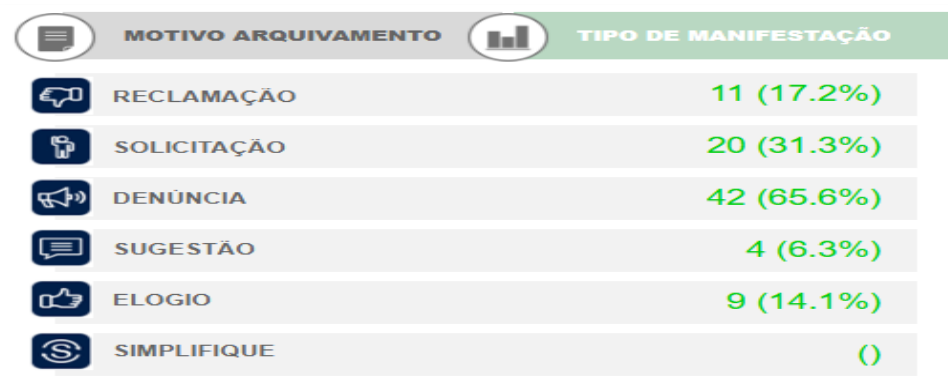 MOTIVO ARQUIVAMENTO TIPO DE MANIFESTAÇÃO
RECLAMAÇÃO 11 (17.2%)
SOLICITAÇÃO 20 (31.3%)
DENÚNCIA 42 (65.6%)
SUGESTÃO 4 (6.3%)
ELOGIO 9 (14.1%)
SIMPLIFIQUE ()